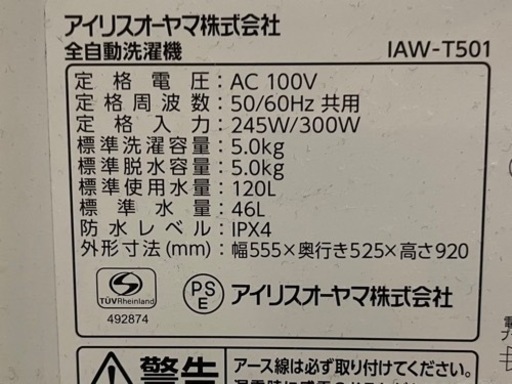 アイリスオーヤマ株式会社
全自動洗濯機 IAW-T501
定格電圧:AC 100V
定格周波数:50/60Hz 共用
定格入力:245W/300W
標準洗濯容量:5.0kg
標準脱水容量:5.0kg
標準使用水量:120L
標準水量:46L
防水レベル:IPX4
外形寸法(mm):幅555×奥行き525×高さ920
S
TÜVRheinland
492874
PS
E
アイリスオーヤマ株式会社
警告
アース線は必ず取り付けてください。